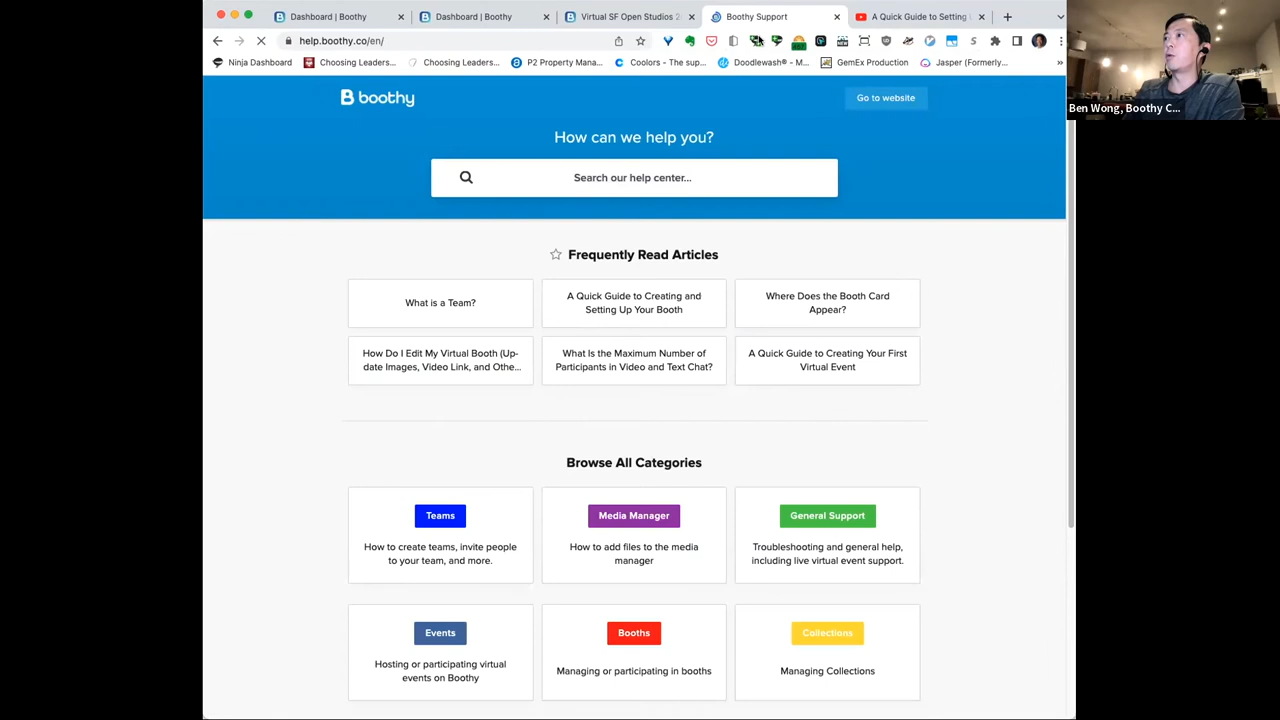 Dashboard | Boothy
Dashboard | Boothy
Virtual SF Open Studios 2
Boothy Support
A Quick Guide to Setting
help.boothy.co/en/
Ninja Dashboard
Choosing Leaders...
Choosing Leaders...
P2 Property Mana...
Coolors - The sup...
Doodlewash® - M...
GemEx Production
Jasper (Formerly...
»
Ben Wong, Boothy C...
B boothy
Go to website
How can we help you?
Search our help center...
Frequently Read Articles
What is a Team?
A Quick Guide to Creating and
Setting Up Your Booth
Where Does the Booth Card
Appear?
How Do I Edit My Virtual Booth (Up-
date Images, Video Link, and Othe...
What Is the Maximum Number of
Participants in Video and Text Chat?
A Quick Guide to Creating Your First
Virtual Event
Browse All Categories
Teams
How to create teams, invite people
to your team, and more.
Media Manager
How to add files to the media
manager
General Support
Troubleshooting and general help,
including live virtual event support.
Events
Hosting or participating virtual
events on Boothy
Booths
Managing or participating in booths
Collections
Managing Collections